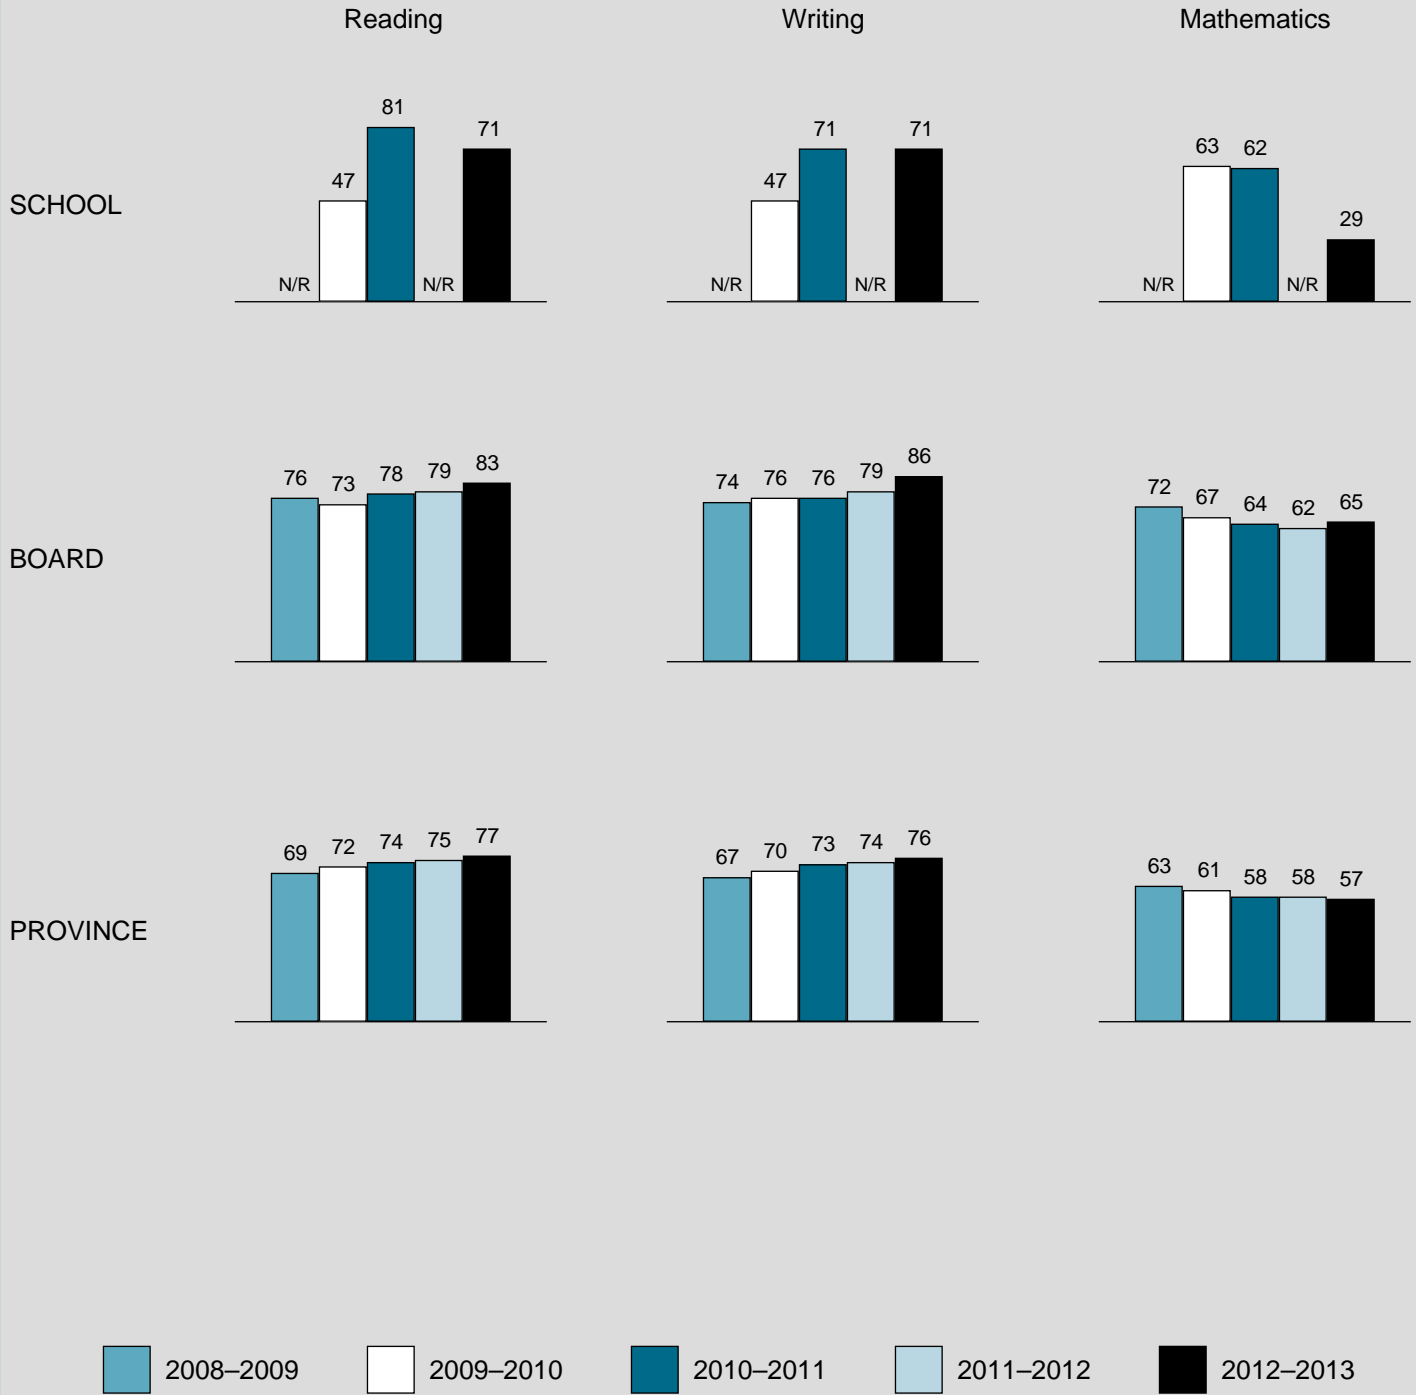 Reading Writing Mathematics
SCHOOL
N/R 47 81 N/R 71
N/R 47 71 N/R 71
N/R 63 62 N/R 29
BOARD
76 73 78 79 83
74 76 76 79 86
72 67 64 62 65
PROVINCE
69 72 74 75 77
67 70 73 74 76
63 61 58 58 57
2008–2009 2009–2010 2010–2011 2011–2012 2012–2013